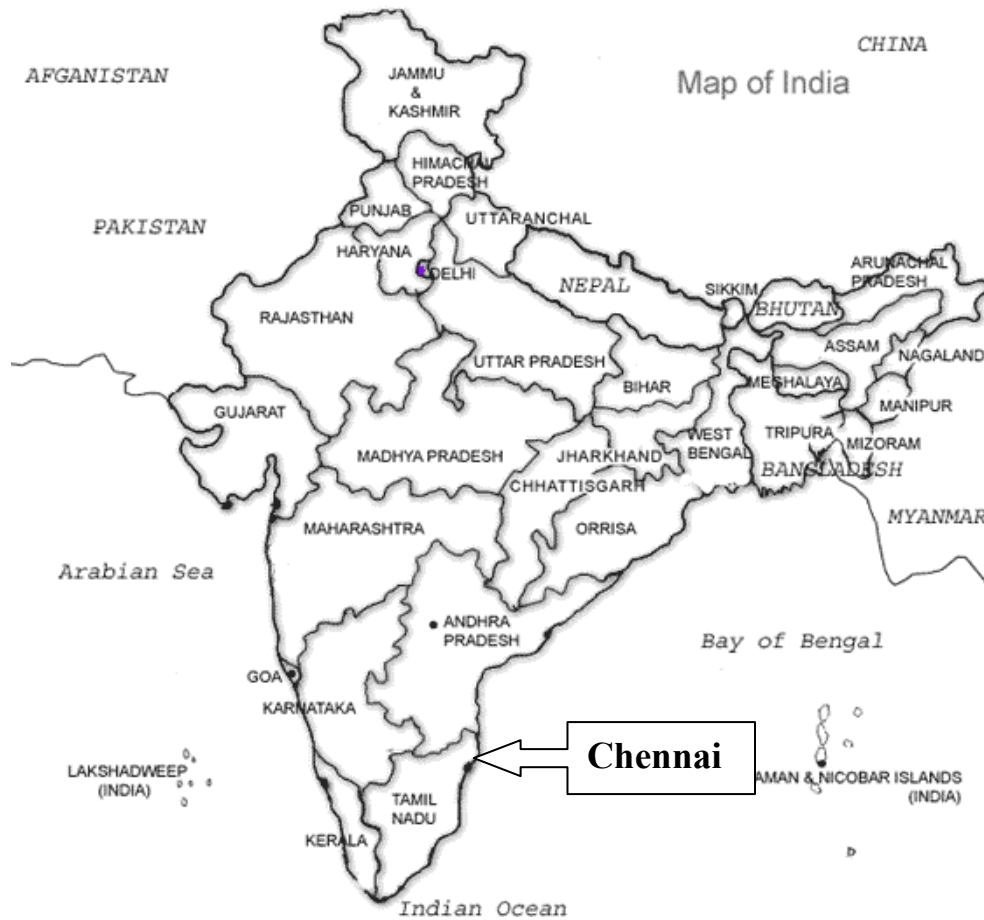 CHINA
AFGANISTAN
JAMMU
&
KASHMIR
Map of India
HIMACHAL
PRADESH
PUNJAB
UTTARANCHAL
PAKISTAN
HARYANA
DELHI
NEPAL
SIKKIM
BHUTAN
ARUNACHAL
PRADESH
RAJASTHAN
ASSAM
NAGALAND
UTTAR PRADESH
BIHAR
MEGHALAYA
GUJARAT
MANIPUR
WEST
BENGAL
TRIPURA
MIZORAM
MADHYA PRADESH
JHARKHAND
BANGLADESH
CHHATTISGARH
MAHARASHTRA
ORRISA
MYANMAR
Arabian Sea
ANDHRA
PRADESH
Bay of Bengal
GOA
KARNATAKA
Chennai
LAKSHADWEEP
(INDIA)
AMAN & NICOBAR ISLANDS
(INDIA)
TAMIL
NADU
KERALA
Indian Ocean